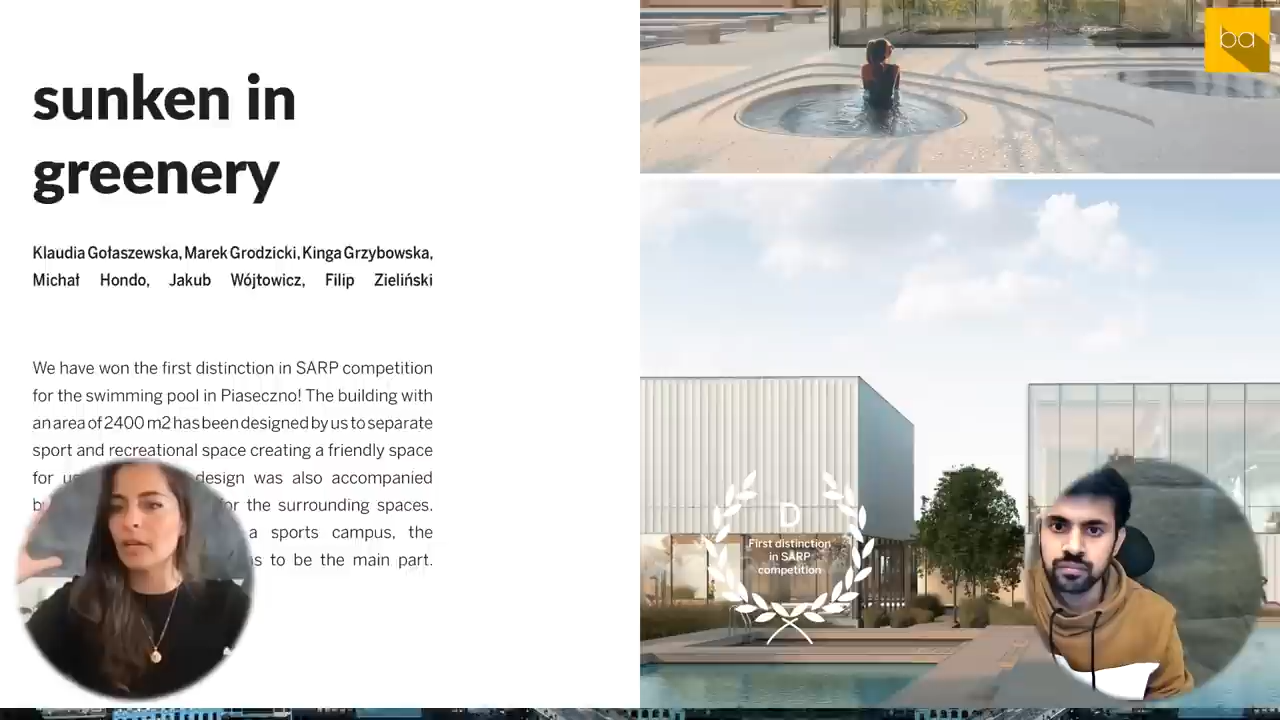 sunken in
greenery
Klaudia Gołaszewska, Marek Grodzicki, Kinga Grzybowska,
Michał Hondo, Jakub Wójtowicz, Filip Zieliński
We have won the first distinction in SARP competition
for the swimming pool in Piaseczno! The building with
an area of 2400 m2 has been designed by us to separate
sport and recreational space creating a friendly space
for design was also accompanied
for the surrounding spaces.
a sports campus, the
to be the main part.
ba
D
First distinction
in SARP
competition